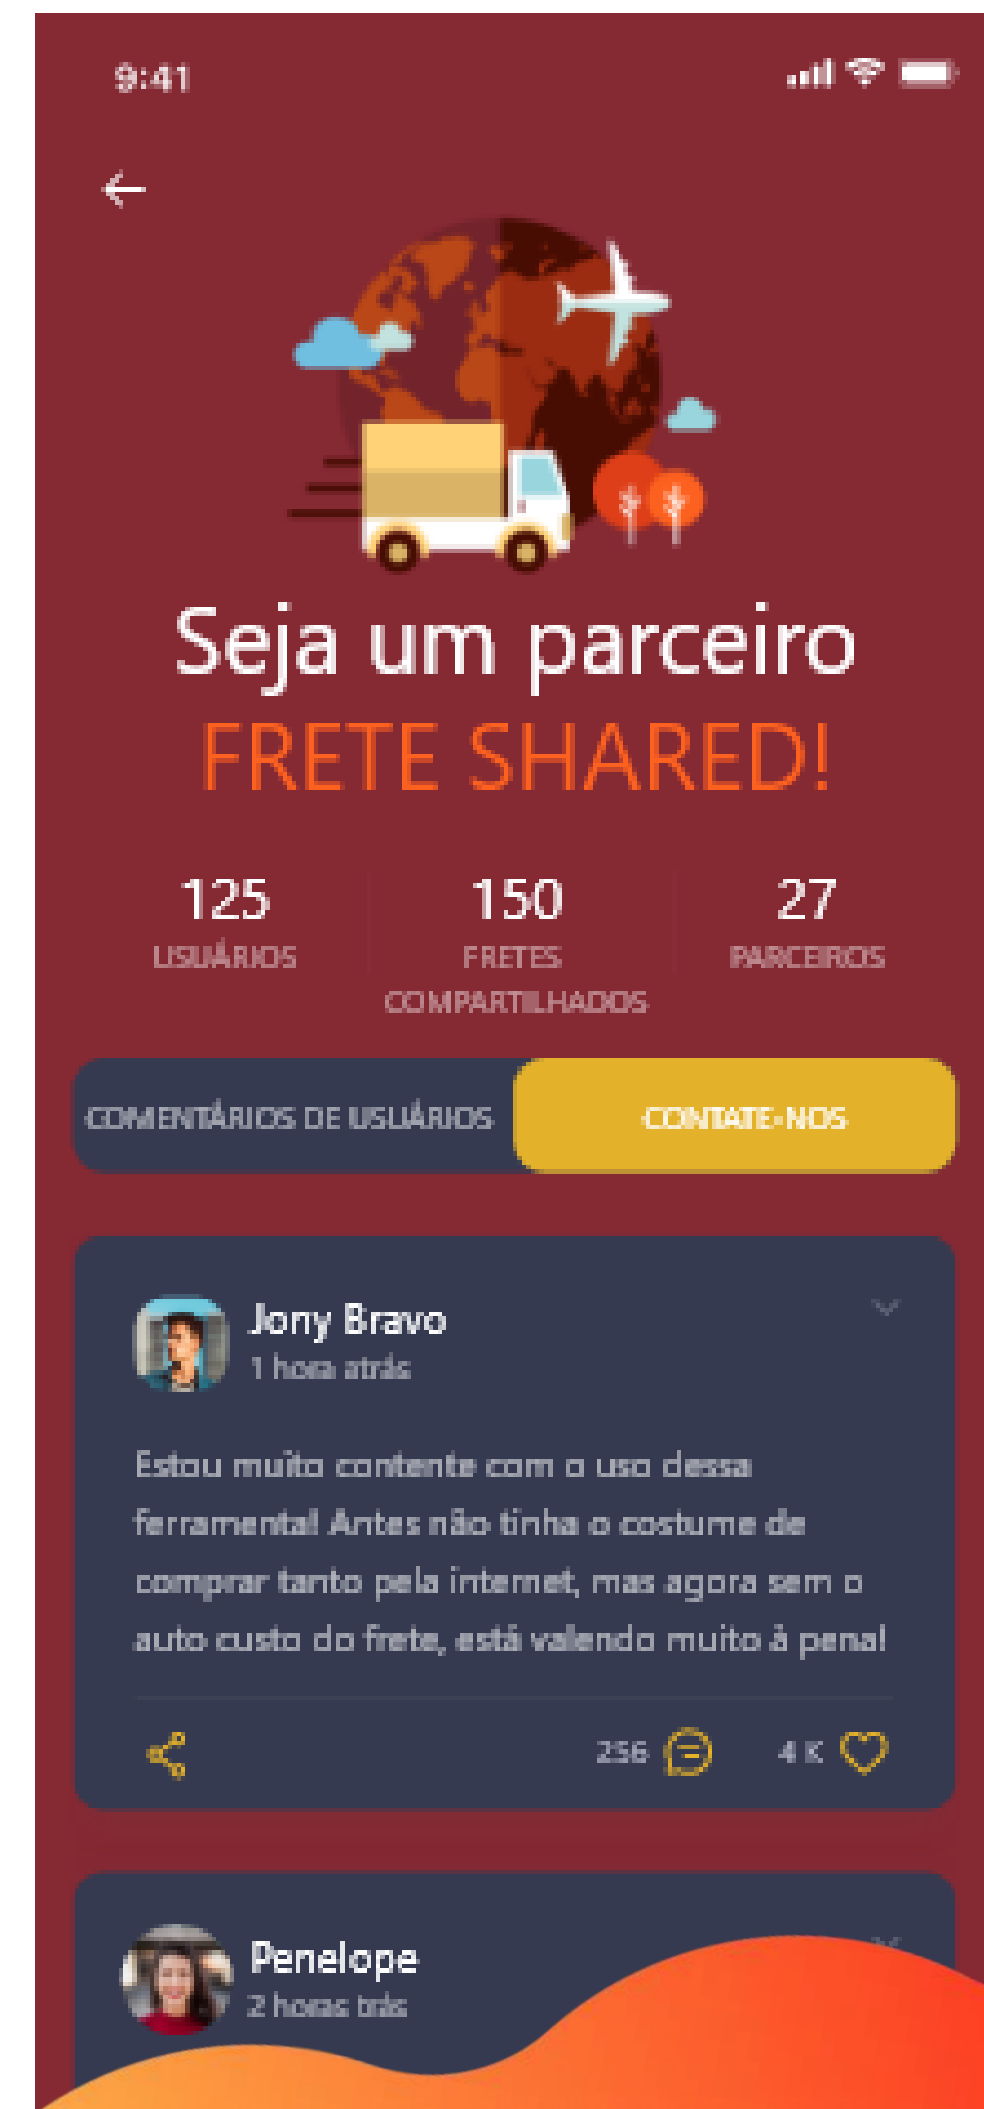 9:41
Seja um parceiro
FRETE SHARED!
125
USUÁRIOS
150
FRETES
COMPARTILHADOS
27
PARCEIROS
COMENTÁRIOS DE USUÁRIOS
CONTATE-NOS
Jony Bravo
1 hora atrás
Estou muito contente com o uso dessa
ferramenta! Antes não tinha o costume de
comprar tanto pela internet, mas agora sem o
auto custo do frete, está valendo muito à pena!
256
4 K
Penelope
2 horas trás